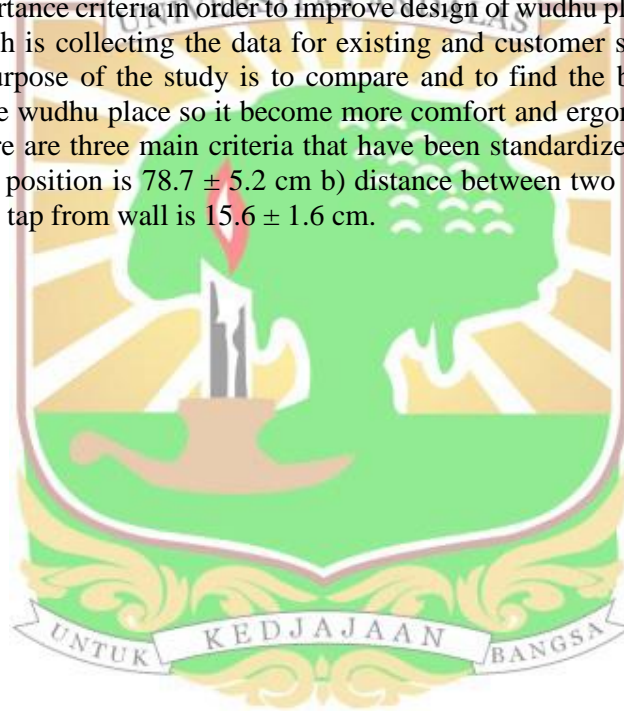 rtance criteria in order to improve design of wudhu pl
h is collecting the data for existing and customer s
urpose of the study is to compare and to find the b
e wudhu place so it become more comfort and ergon
re are three main criteria that have been standardize
position is 78.7 ± 5.2 cm b) distance between two
tap from wall is 15.6 ± 1.6 cm.
UNTUK KEDJAJAAN BANGSA